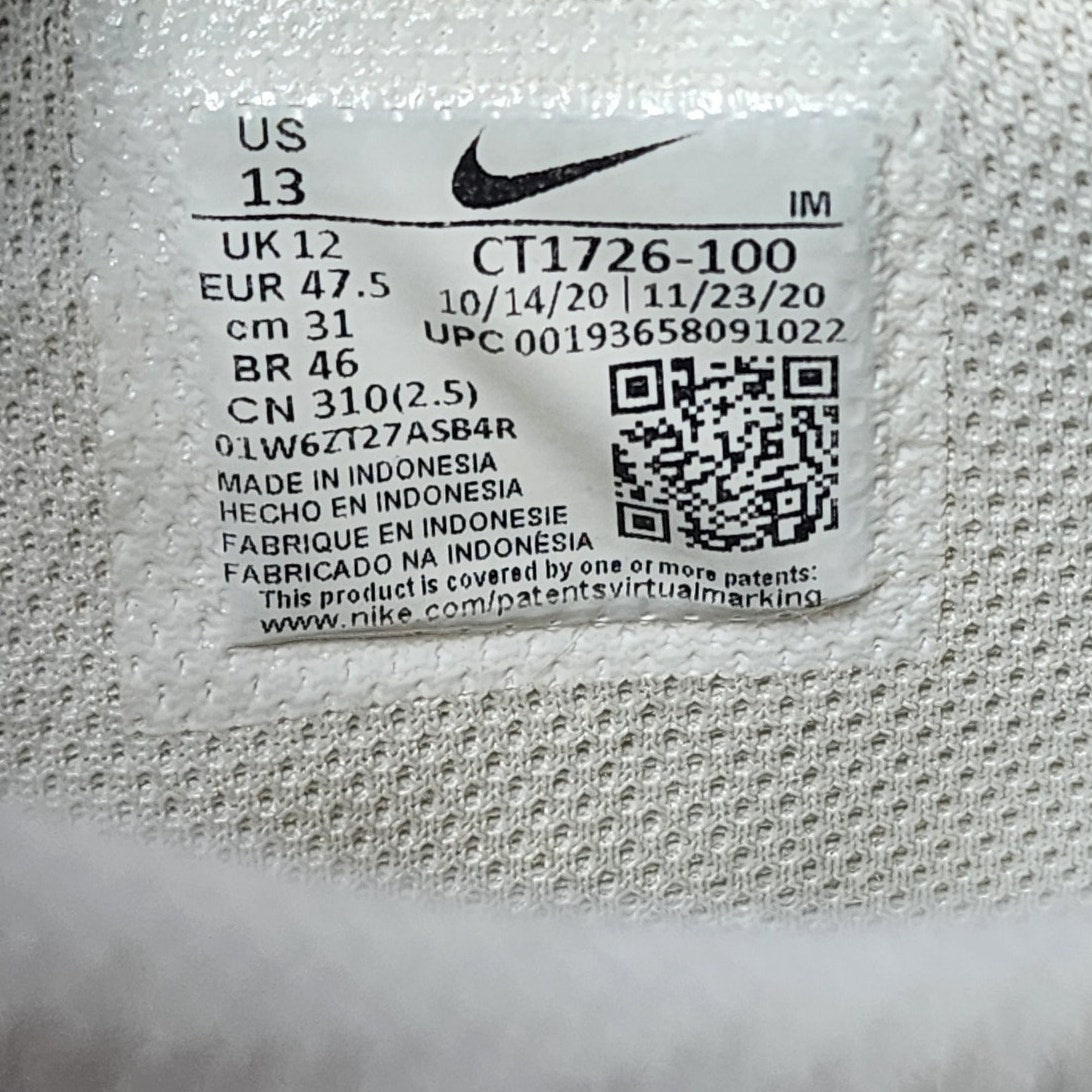 US
13
IM
UK 12
EUR 47.5
cm 31
BR 46
CN 310(2.5)
CT1726-100
10/14/20 | 11/23/20
UPC 00193658091022
01W6ZT27ASB4R
MADE IN INDONESIA
HECHO EN INDONESIA
FABRIQUE EN INDONESIE
FABRICADO NA INDONÉSIA
This product is covered by one or more patents:
www.nike.com/patentsvirtualmarking